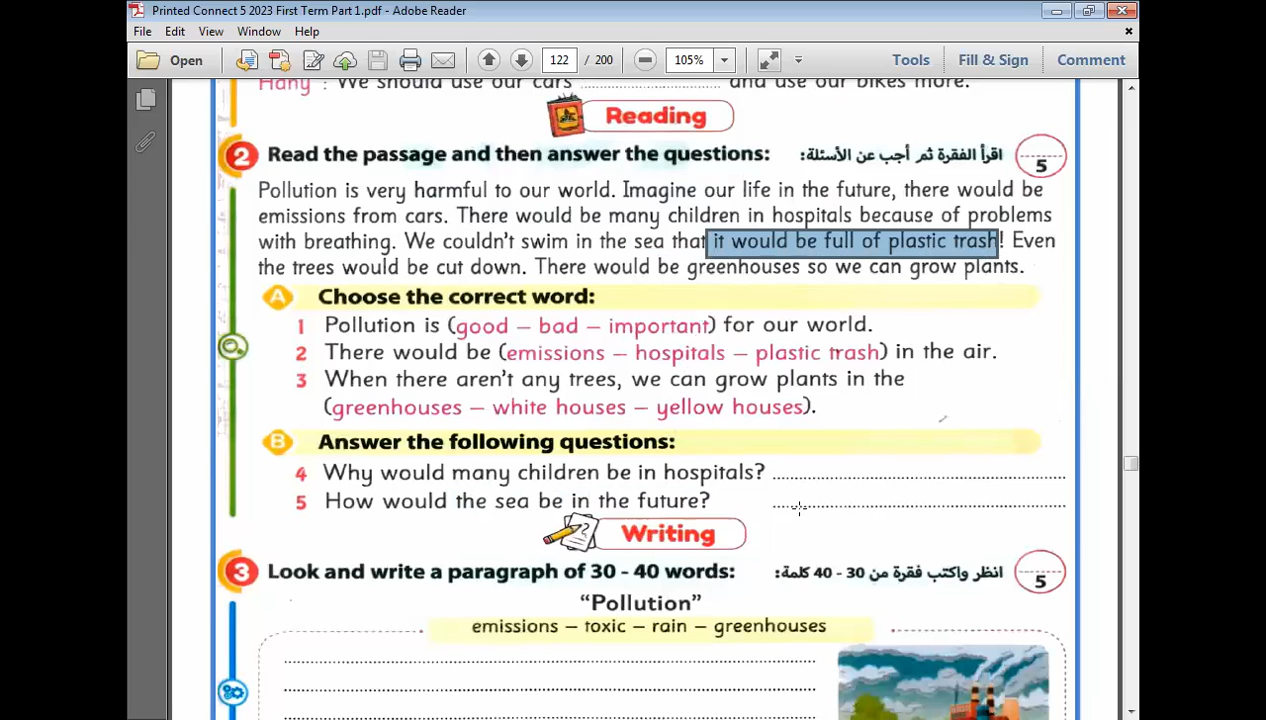 Printed Connect 5 2023 First Term Part 1.pdf - Adobe Reader
File Edit View Window Help
Open 122 / 200 105% Tools Fill & Sign Comment
Hany : We should use our cars .............................. and use our bikes more.
Reading
2 Read the passage and then answer the questions: اقرأ الفقرة ثم أجب عن الأسئلة: 5
Pollution is very harmful to our world. Imagine our life in the future, there would be
emissions from cars. There would be many children in hospitals because of problems
with breathing. We couldn't swim in the sea that it would be full of plastic trash! Even
the trees would be cut down. There would be greenhouses so we can grow plants.
A Choose the correct word:
1 Pollution is (good – bad – important) for our world.
2 There would be (emissions – hospitals – plastic trash) in the air.
3 When there aren't any trees, we can grow plants in the
(greenhouses – white houses – yellow houses).
B Answer the following questions:
4 Why would many children be in hospitals? ..............................
5 How would the sea be in the future? ..............................
Writing
3 Look and write a paragraph of 30 - 40 words: انظر واكتب فقرة من 30 - 40 كلمة: 5
“Pollution”
emissions – toxic – rain – greenhouses